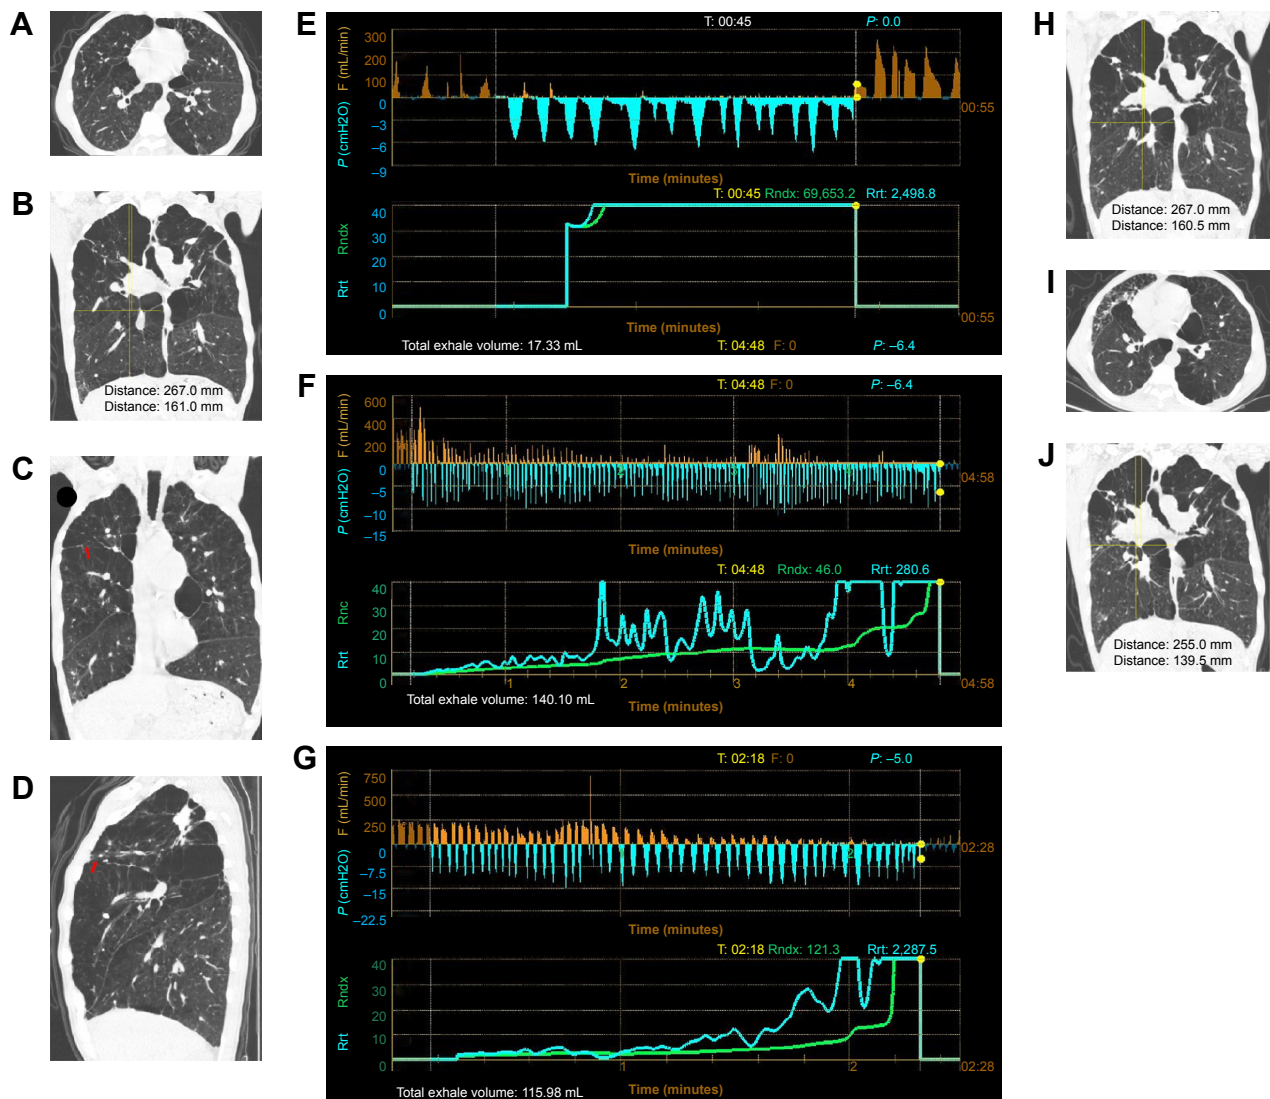 A
B
Distance: 267.0 mm
Distance: 161.0 mm
C
D
E
T: 00:45 P: 0.0
F (mL/min)
300
200
100
0
P (cmH2O)
–3
–6
–9
00:55
Time (minutes)
T: 00:45 Rndx: 69,653.2 Rrt: 2,498.8
Rrt Rndx
40
30
20
10
0
00:55
Time (minutes)
Total exhale volume: 17.33 mL
T: 04:48 F: 0 P: –6.4
F
T: 04:48 F: 0 P: –6.4
F (mL/min)
600
400
200
0
P (cmH2O)
–5
–10
–15
04:58
Time (minutes)
T: 04:48 Rndx: 46.0 Rrt: 280.6
Rrt Rnc
40
30
20
10
0
1 2 3 4
04:58
Total exhale volume: 140.10 mL
Time (minutes)
G
T: 02:18 F: 0 P: –5.0
F (mL/min)
750
500
250
0
P (cmH2O)
–7.5
–15
–22.5
02:28
Time (minutes)
T: 02:18 Rndx: 121.3 Rrt: 2,287.5
Rrt Rndx
40
30
20
10
0
1 2
02:28
Total exhale volume: 115.98 mL
Time (minutes)
H
Distance: 267.0 mm
Distance: 160.5 mm
I
J
Distance: 255.0 mm
Distance: 139.5 mm